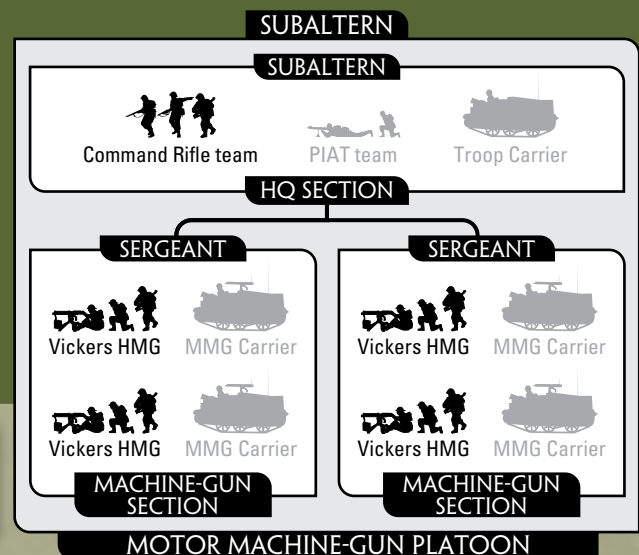 SUBALTERN
SUBALTERN
Command Rifle team PIAT team Troop Carrier
HQ SECTION
SERGEANT SERGEANT
Vickers HMG MMG Carrier Vickers HMG MMG Carrier
Vickers HMG MMG Carrier Vickers HMG MMG Carrier
MACHINE-GUN MACHINE-GUN
SECTION SECTION
MOTOR MACHINE-GUN PLATOON